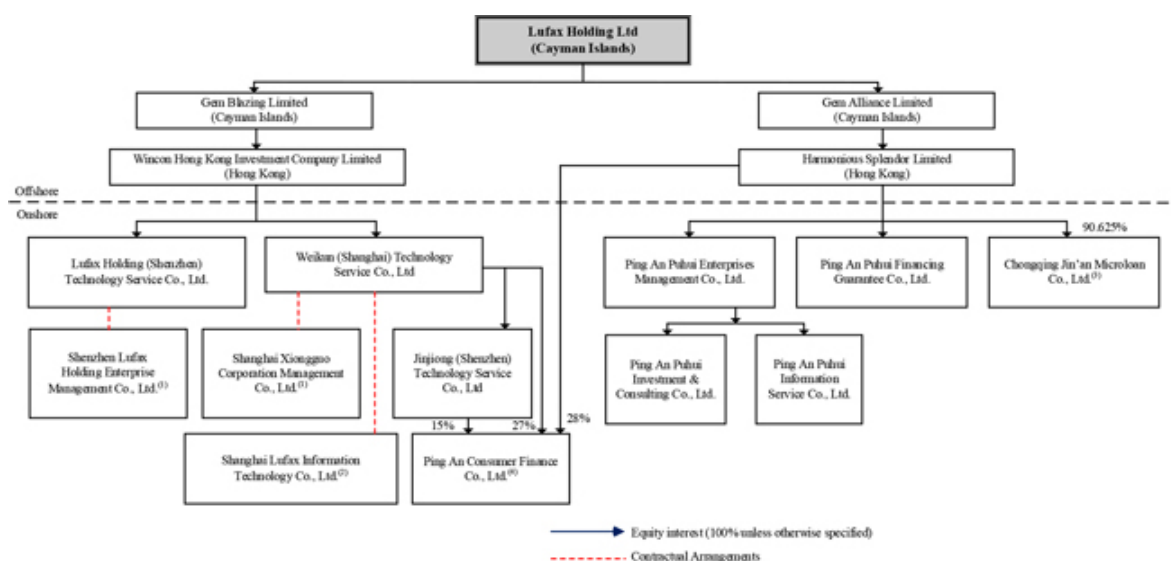 Lufax Holding Ltd
(Cayman Islands)
Gem Blazing Limited
(Cayman Islands)
Gem Alliance Limited
(Cayman Islands)
Wincon Hong Kong Investment Company Limited
(Hong Kong)
Harmonious Splendor Limited
(Hong Kong)
Offshore
Onshore
90.625%
Lufax Holding (Shenzhen)
Technology Service Co., Ltd.
Weikun (Shanghai) Technology
Service Co., Ltd
Ping An Puhui Enterprises
Management Co., Ltd.
Ping An Puhui Financing
Guarantee Co., Ltd.
Chongqing Jin'an Microloan
Co., Ltd.(3)
Shenzhen Lufax
Holding Enterprise
Management Co., Ltd.(1)
Shanghai Xiongguo
Corporation Management
Co., Ltd.(1)
Jinjiong (Shenzhen)
Technology Service
Co., Ltd
Ping An Puhui
Investment &
Consulting Co., Ltd.
Ping An Puhui
Information
Service Co., Ltd.
15%
27%
28%
Shanghai Lufax Information
Technology Co., Ltd.(2)
Ping An Consumer Finance
Co., Ltd.(4)
Equity interest (100% unless otherwise specified)
Contractual Arrangements